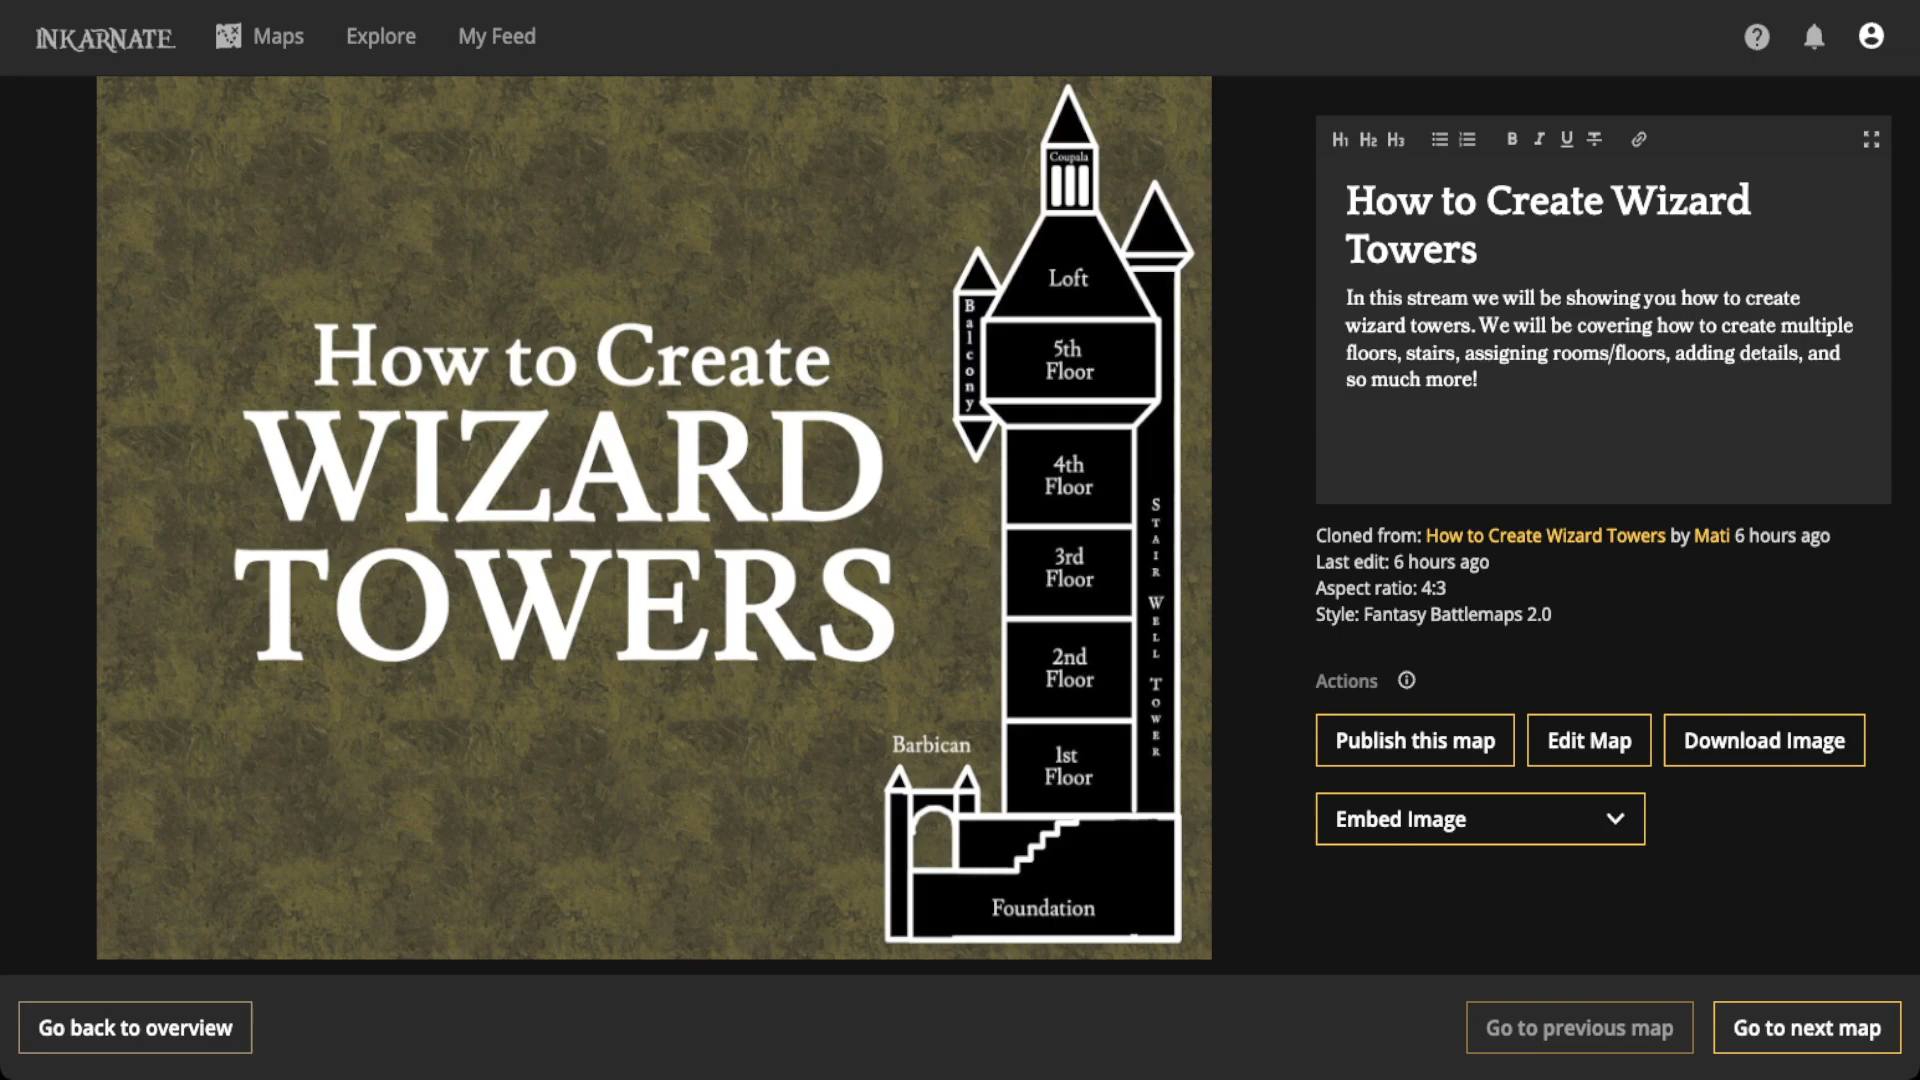 INKARNATE Maps Explore My Feed
How to Create
WIZARD
TOWERS
Coupala
Loft
Balcony
5th
Floor
4th
Floor
3rd
Floor
2nd
Floor
1st
Floor
STAIR WELL TOWER
Barbican
Foundation
H1 H2 H3 B I U T
How to Create Wizard
Towers
In this stream we will be showing you how to create
wizard towers. We will be covering how to create multiple
floors, stairs, assigning rooms/floors, adding details, and
so much more!
Cloned from: How to Create Wizard Towers by Mati 6 hours ago
Last edit: 6 hours ago
Aspect ratio: 4:3
Style: Fantasy Battlemaps 2.0
Actions
Publish this map Edit Map Download Image
Embed Image
Go back to overview Go to previous map Go to next map